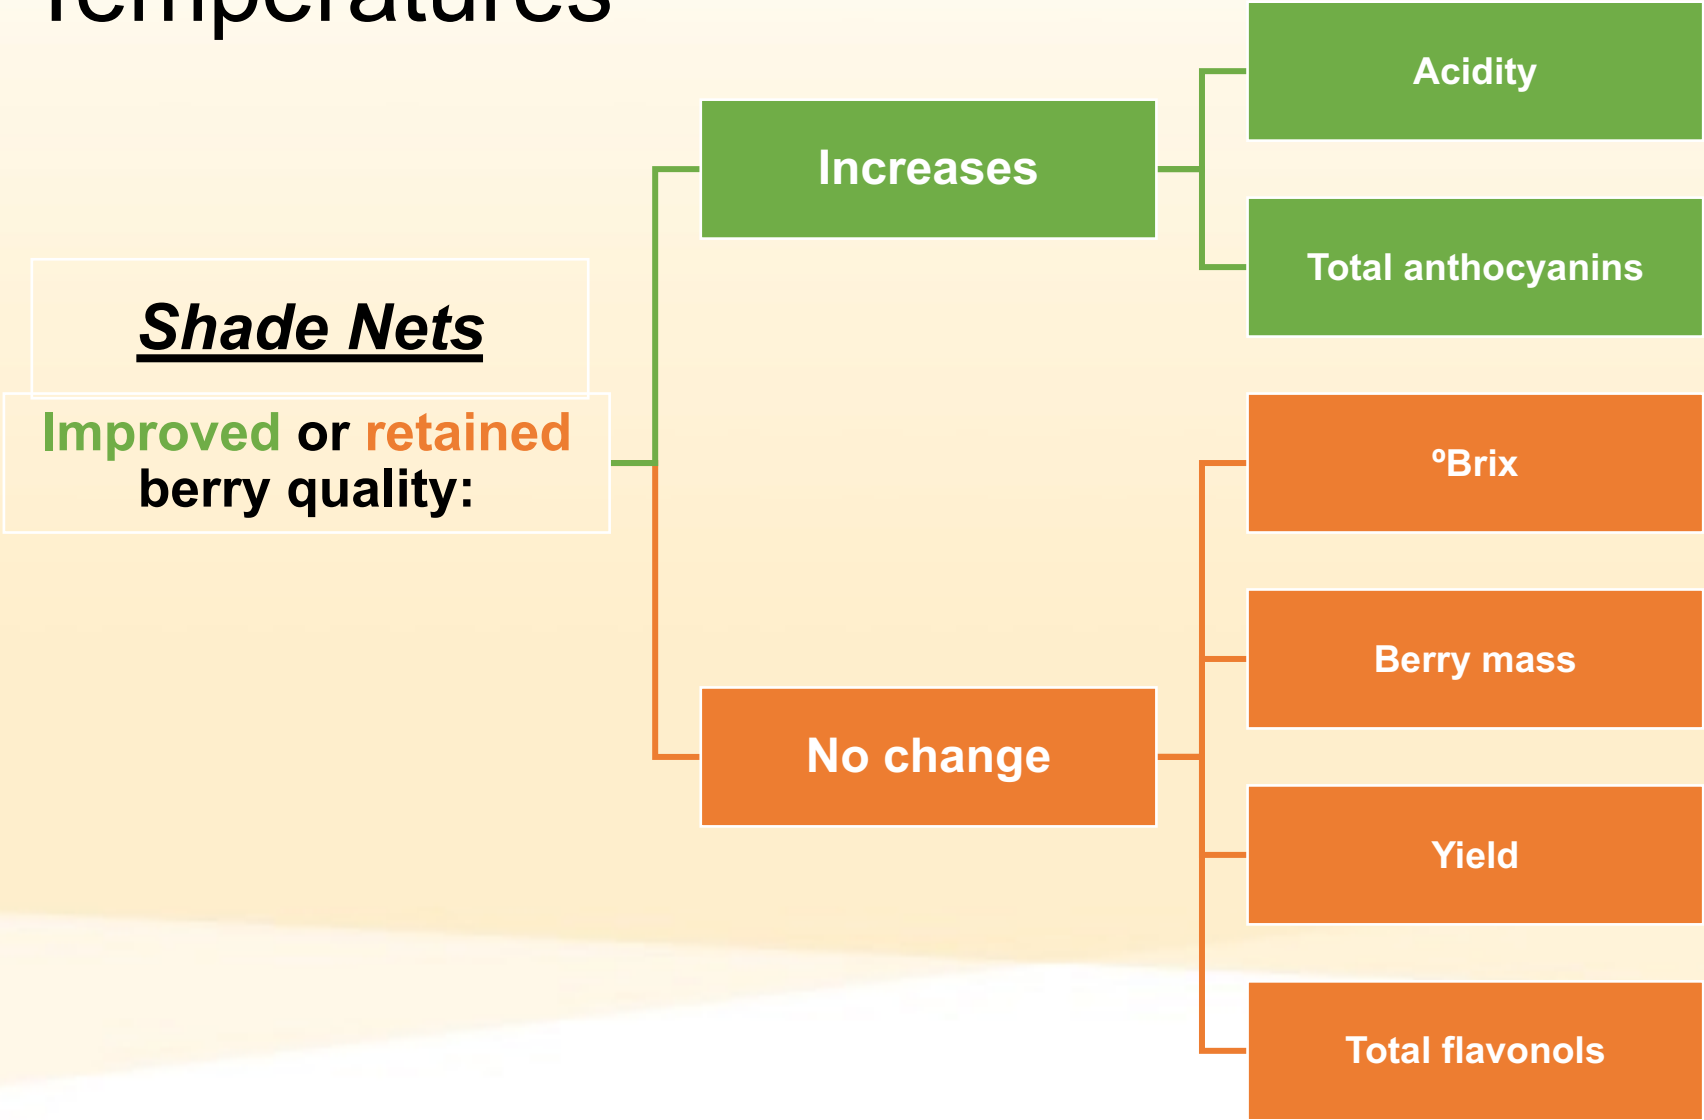 Temperatures
Shade Nets
Improved or retained
berry quality:
Increases
Acidity
Total anthocyanins
No change
ºBrix
Berry mass
Yield
Total flavonols